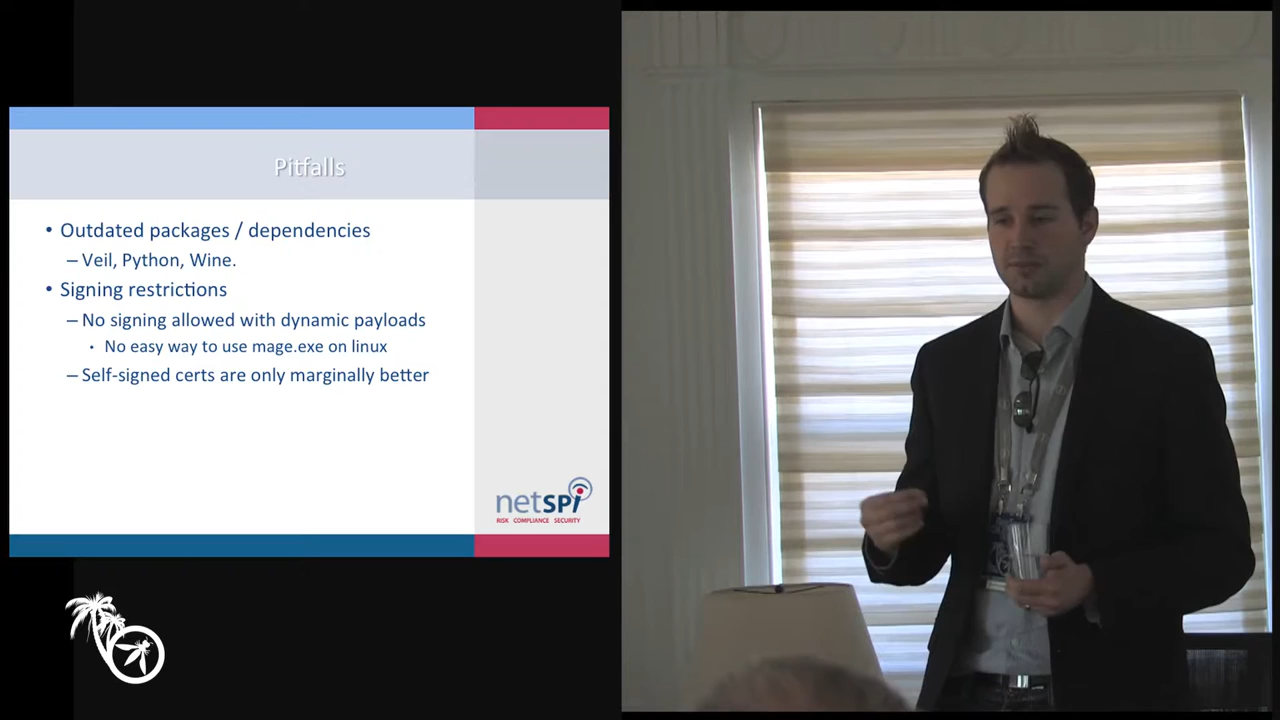 Pitfalls
• Outdated packages / dependencies
– Veil, Python, Wine.
• Signing restrictions
– No signing allowed with dynamic payloads
• No easy way to use mage.exe on linux
– Self-signed certs are only marginally better
netSPI
RISK COMPLIANCE SECURITY